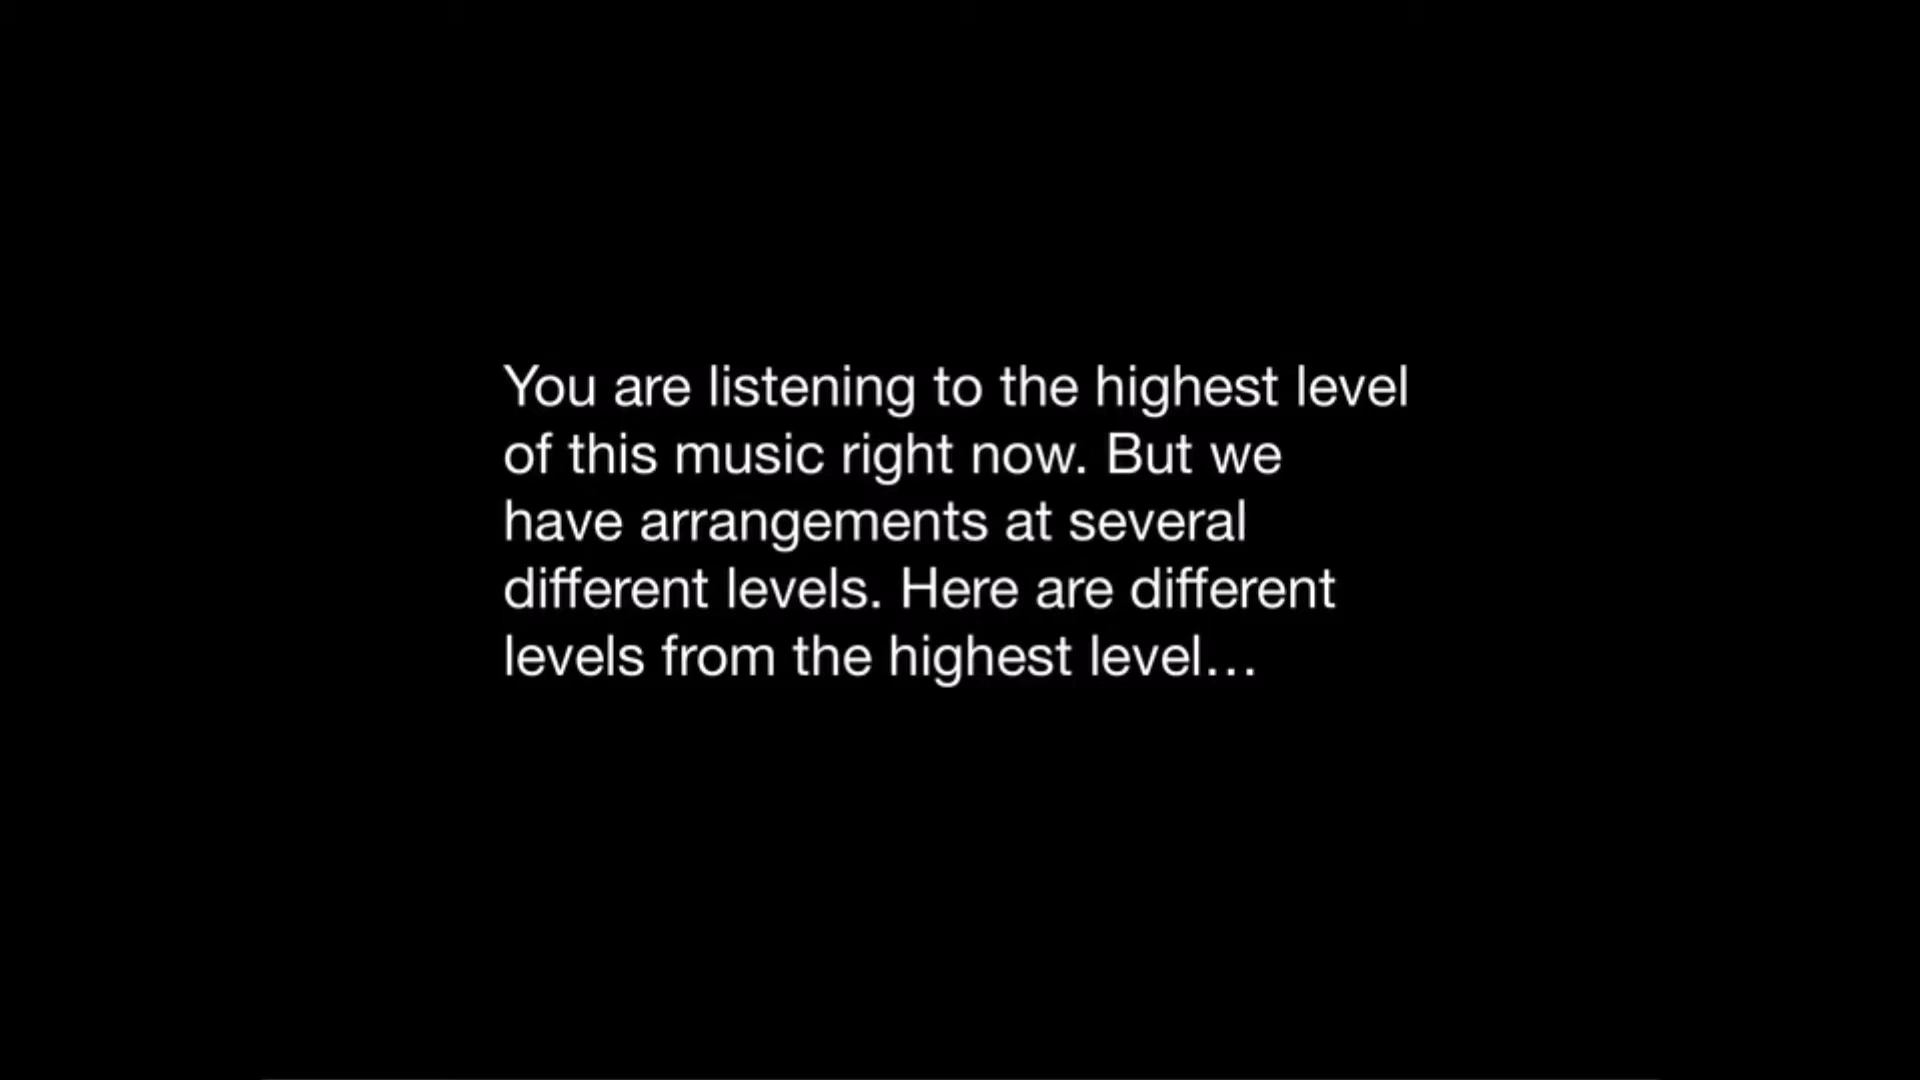 You are listening to the highest level
of this music right now. But we
have arrangements at several
different levels. Here are different
levels from the highest level…